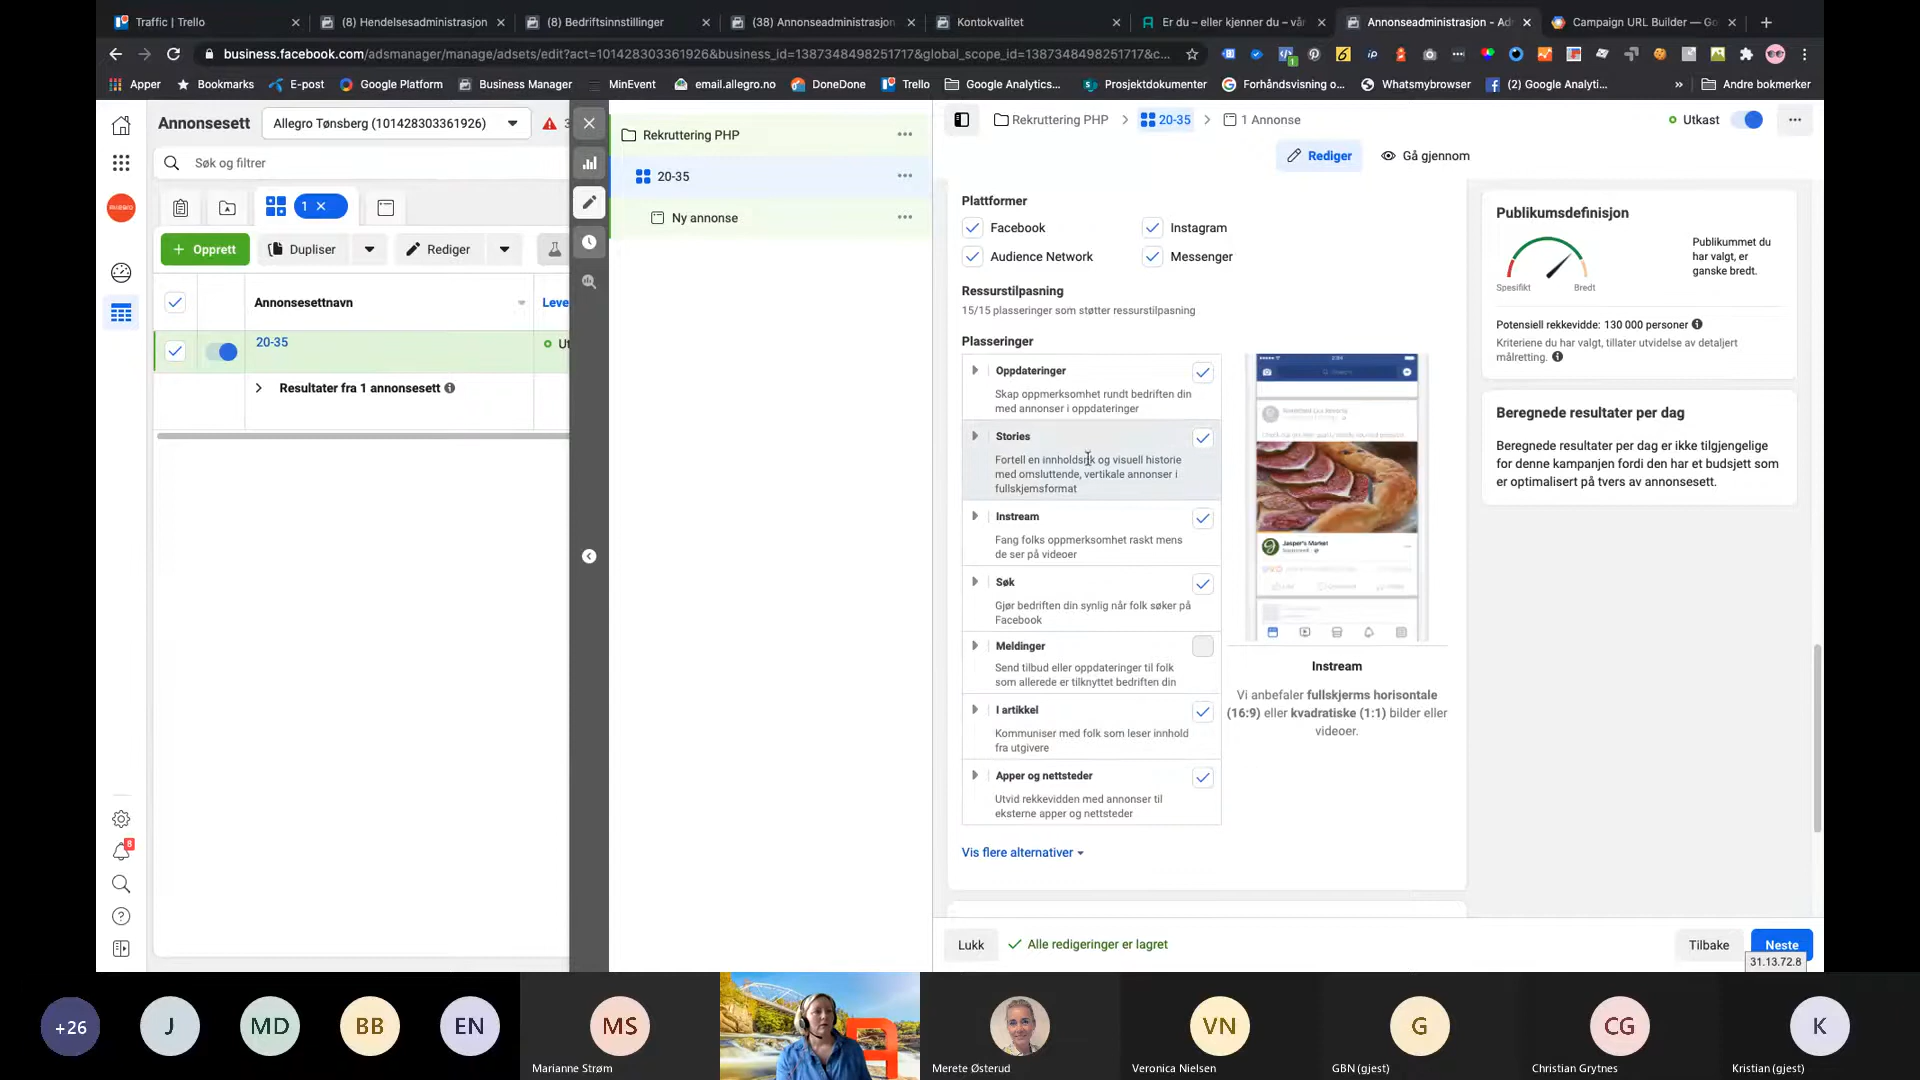 Traffic | Trello
(8) Hendelsesadministrasjon
(8) Bedriftsinnstillinger
(38) Annonseadministrasjon
Kontokvalitet
Er du – eller kjenner du – vår
Annonseadministrasjon - Ad
Campaign URL Builder — Go
business.facebook.com/adsmanager/manage/adsets/edit?act=101428303361926&business_id=1387348498251717&global_scope_id=1387348498251717&c...
Apper
Bookmarks
E-post
Google Platform
Business Manager
MinEvent
email.allegro.no
DoneDone
Trello
Google Analytics...
Prosjektdokumenter
Forhåndsvisning o...
Whatsmybrowser
(2) Google Analyti...
»
Andre bokmerker
Annonsesett
Allegro Tønsberg (101428303361926)
3
Søk og filtrer
1 ×
+ Opprett
Dupliser
Rediger
Annonsesettnavn
Leve
20-35
Ut
Resultater fra 1 annonsesett
8
Rekruttering PHP
20-35
Ny annonse
Rekruttering PHP
20-35
1 Annonse
Utkast
Rediger
Gå gjennom
Plattformer
Facebook
Instagram
Audience Network
Messenger
Ressurstilpasning
15/15 plasseringer som støtter ressurstilpasning
Plasseringer
Oppdateringer
Skap oppmerksomhet rundt bedriften din
med annonser i oppdateringer
Stories
Fortell en innholdsrik og visuell historie
med omsluttende, vertikale annonser i
fullskjemsformat
Instream
Fang folks oppmerksomhet raskt mens
de ser på videoer
Søk
Gjør bedriften din synlig når folk søker på
Facebook
Meldinger
Send tilbud eller oppdateringer til folk
som allerede er tilknyttet bedriften din
I artikkel
Kommuniser med folk som leser innhold
fra utgivere
Apper og nettsteder
Utvid rekkevidden med annonser til
eksterne apper og nettsteder
Jasper's Market
Instream
Vi anbefaler fullskjerms horisontale
(16:9) eller kvadratiske (1:1) bilder eller
videoer.
Vis flere alternativer
Publikumsdefinisjon
Publikummet du
har valgt, er
ganske bredt.
Spesifikt
Bredt
Potensiell rekkevidde: 130 000 personer
Kriteriene du har valgt, tillater utvidelse av detaljert
målretting.
Beregnede resultater per dag
Beregnede resultater per dag er ikke tilgjengelige
for denne kampanjen fordi den har et budsjett som
er optimalisert på tvers av annonsesett.
Lukk
Alle redigeringer er lagret
Tilbake
Neste
31.13.72.8
+26
J
MD
BB
EN
MS
Marianne Strøm
Merete Østerud
VN
Veronica Nielsen
G
GBN (gjest)
CG
Christian Grytnes
K
Kristian (gjest)